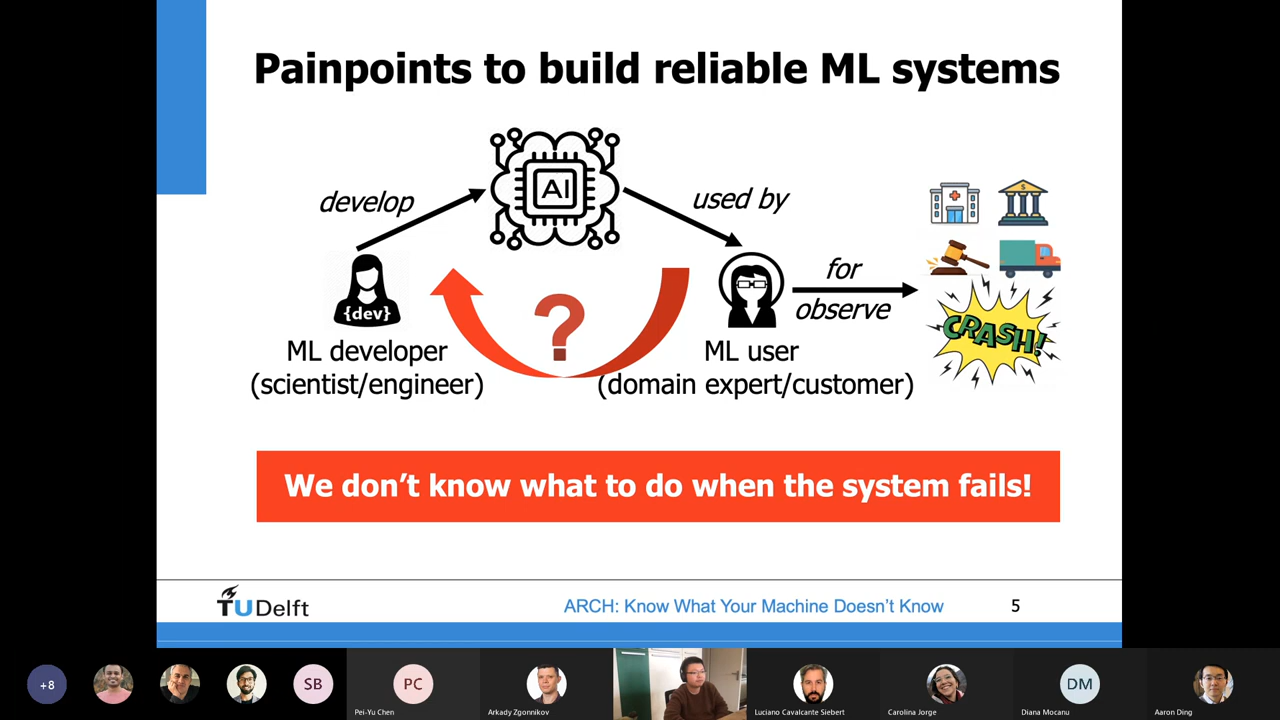 Painpoints to build reliable ML systems
develop
AI
used by
{dev}
for
observe
CRASH!
?
ML developer
(scientist/engineer)
ML user
(domain expert/customer)
We don't know what to do when the system fails!
TUDelft
ARCH: Know What Your Machine Doesn't Know
5
+8
SB
PC
Pei-Yu Chen
Arkady Zgonnikov
Luciano Cavalcante Siebert
Carolina Jorge
DM
Diana Mocanu
Aaron Ding